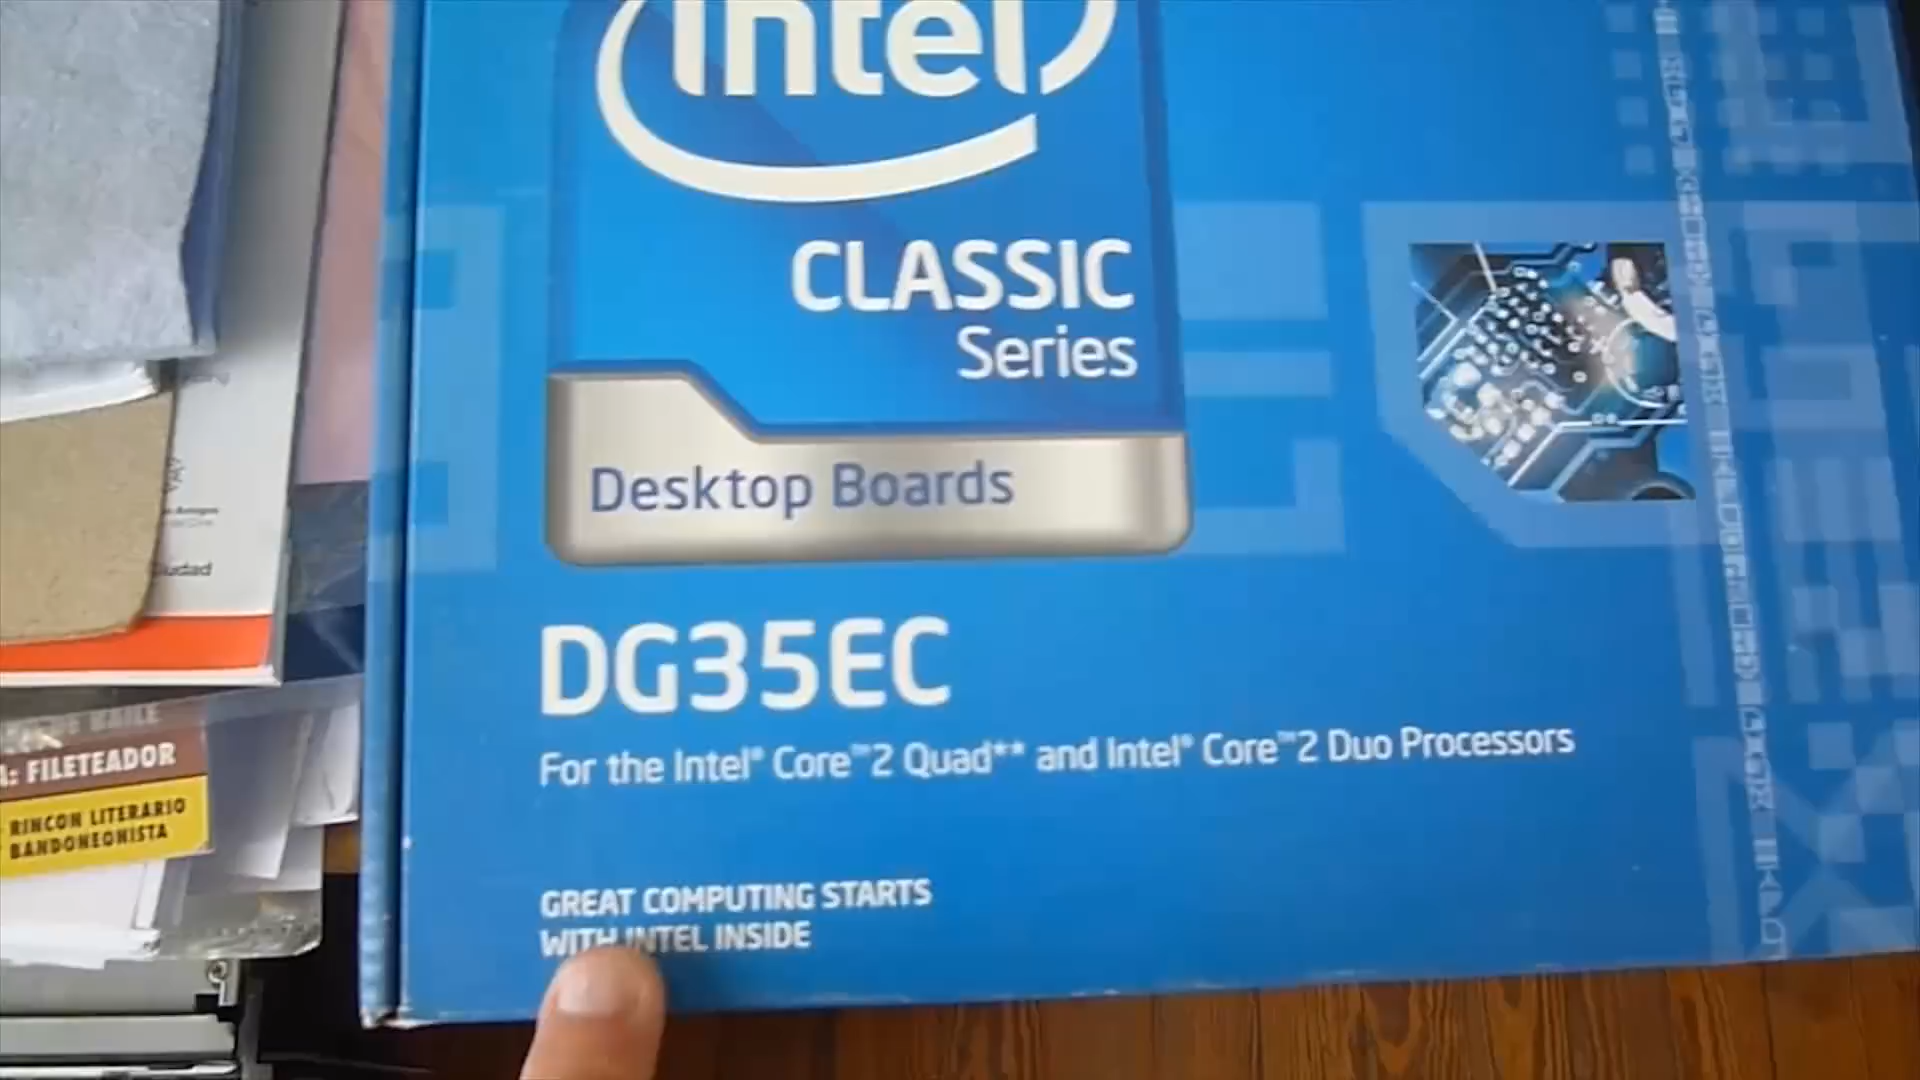 intel
CLASSIC
Series
Desktop Boards
DG35EC
For the Intel® Core™2 Quad** and Intel® Core™2 Duo Processors
GREAT COMPUTING STARTS
WITH INTEL INSIDE
BAILE
A: FILETEADOR
RINCON LITERARIO
BANDONEONISTA